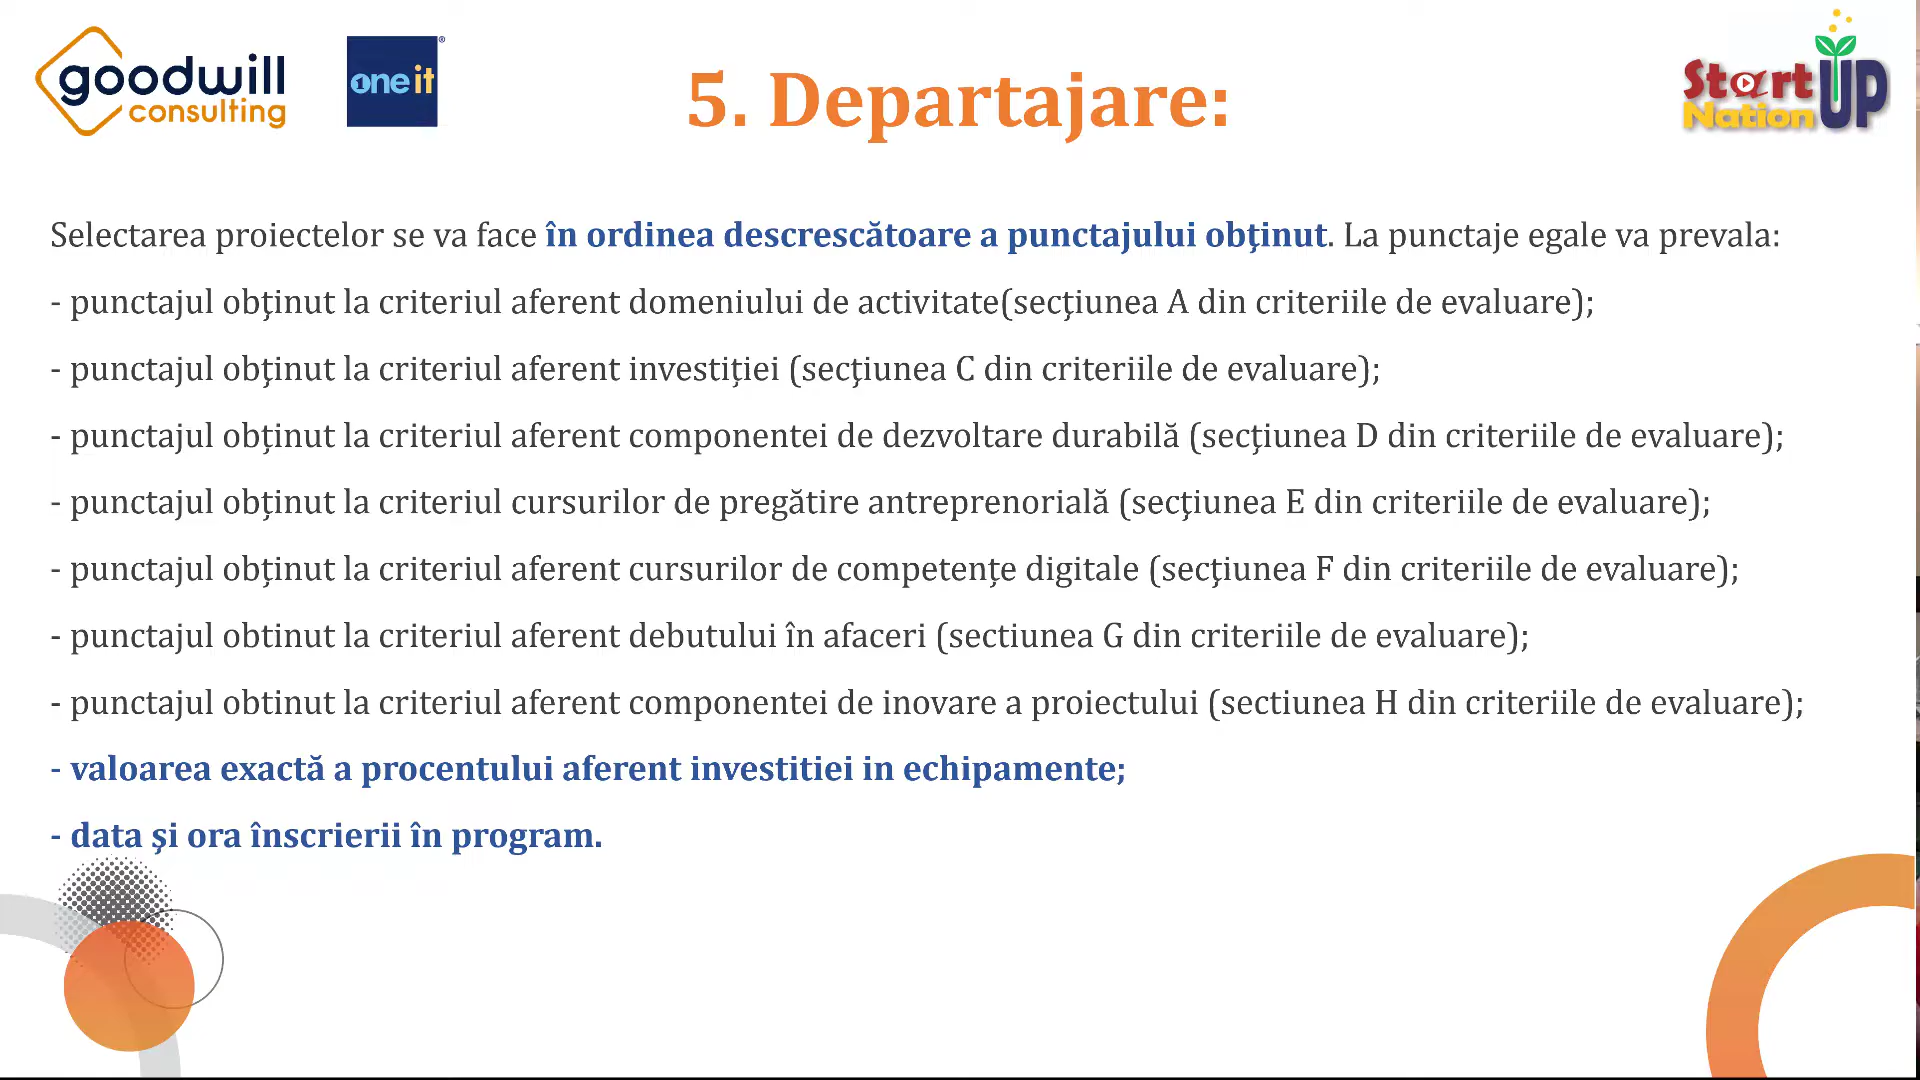 goodwill
consulting
one it®
5. Departajare:
Start
Nation UP
Selectarea proiectelor se va face în ordinea descrescătoare a punctajului obținut. La punctaje egale va prevala:
- punctajul obținut la criteriul aferent domeniului de activitate(secțiunea A din criteriile de evaluare);
- punctajul obținut la criteriul aferent investiției (secțiunea C din criteriile de evaluare);
- punctajul obținut la criteriul aferent componentei de dezvoltare durabilă (secțiunea D din criteriile de evaluare);
- punctajul obținut la criteriul cursurilor de pregătire antreprenorială (secțiunea E din criteriile de evaluare);
- punctajul obținut la criteriul aferent cursurilor de competențe digitale (secțiunea F din criteriile de evaluare);
- punctajul obtinut la criteriul aferent debutului în afaceri (sectiunea G din criteriile de evaluare);
- punctajul obtinut la criteriul aferent componentei de inovare a proiectului (sectiunea H din criteriile de evaluare);
- valoarea exactă a procentului aferent investitiei in echipamente;
- data și ora înscrierii în program.